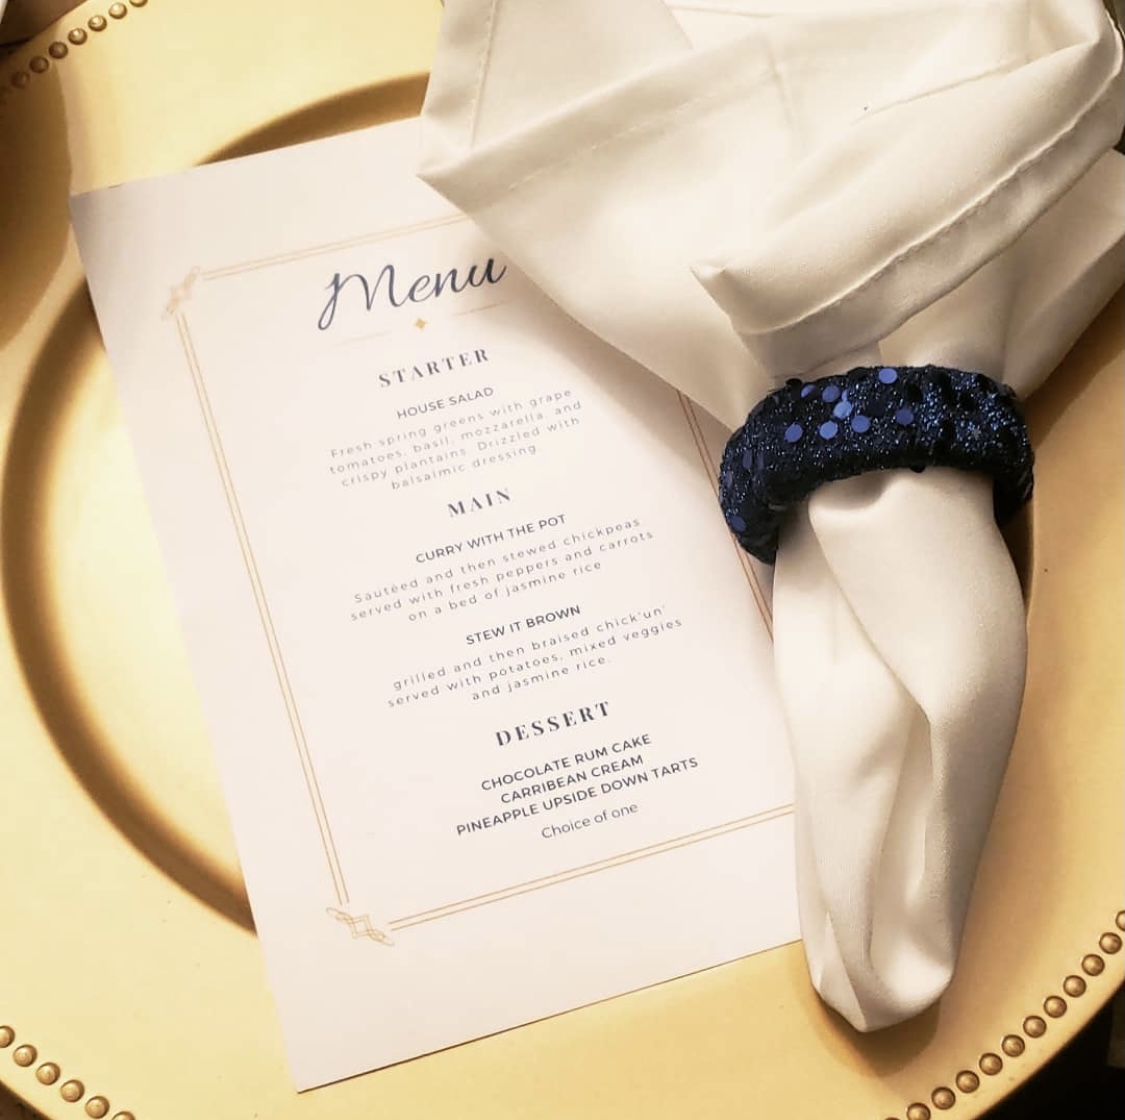 Menu
STARTER
HOUSE SALAD
Fresh spring greens with grape
tomatoes, basil, mozzarella, and
crispy plantains. Drizzled with
balsalmic dressing
MAIN
CURRY WITH THE POT
Sautéed and then stewed chickpeas
served with fresh peppers and carrots
on a bed of jasmine rice
STEW IT BROWN
grilled and then braised chick'un'
served with potatoes, mixed veggies
and jasmine rice.
DESSERT
CHOCOLATE RUM CAKE
CARRIBEAN CREAM
PINEAPPLE UPSIDE DOWN TARTS
Choice of one